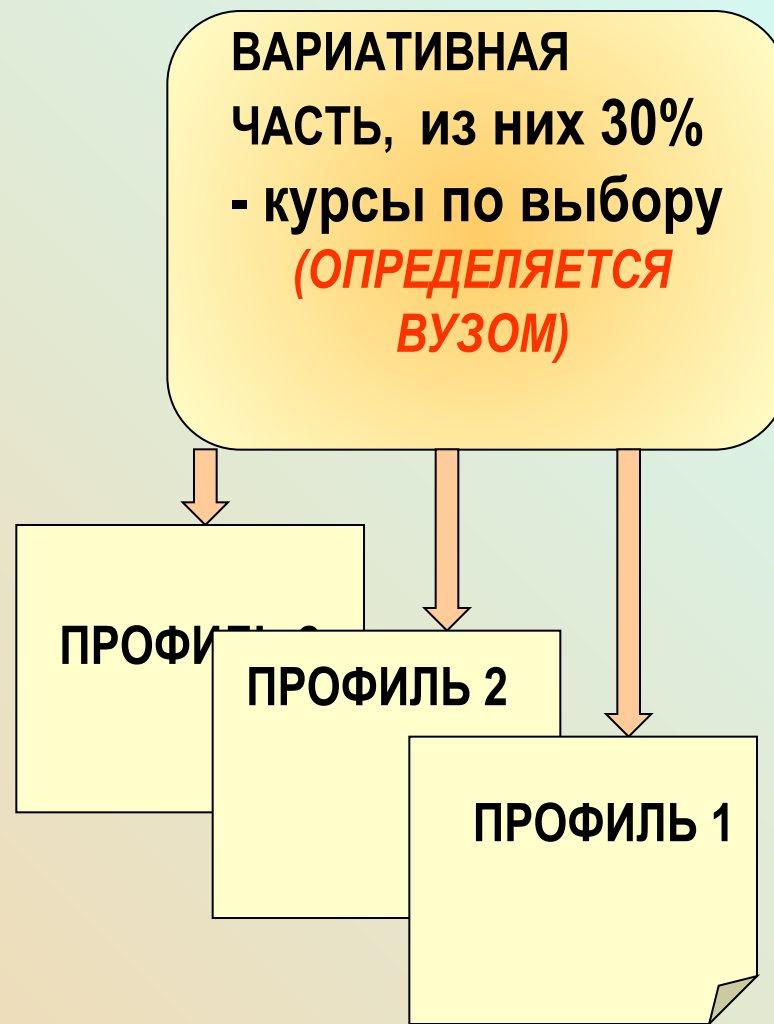 ВАРИАТИВНАЯ
ЧАСТЬ, из них 30%
- курсы по выбору
(ОПРЕДЕЛЯЕТСЯ
ВУЗОМ)
ПРОФИЛЬ 2
ПРОФИЛЬ 1